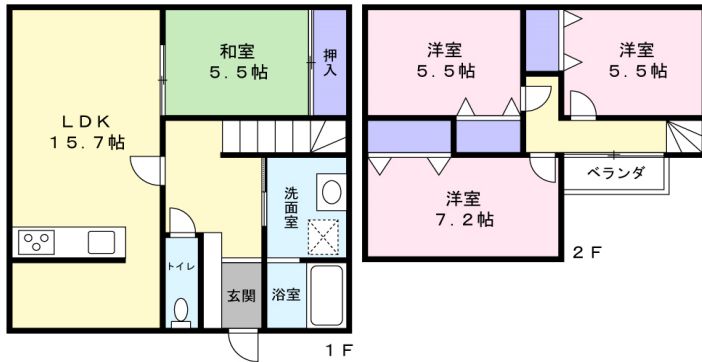 LDK
15.7帖
和室
5.5帖
押入
洗面室
トイレ
玄関
浴室
1F
洋室
5.5帖
洋室
5.5帖
洋室
7.2帖
ベランダ
2F